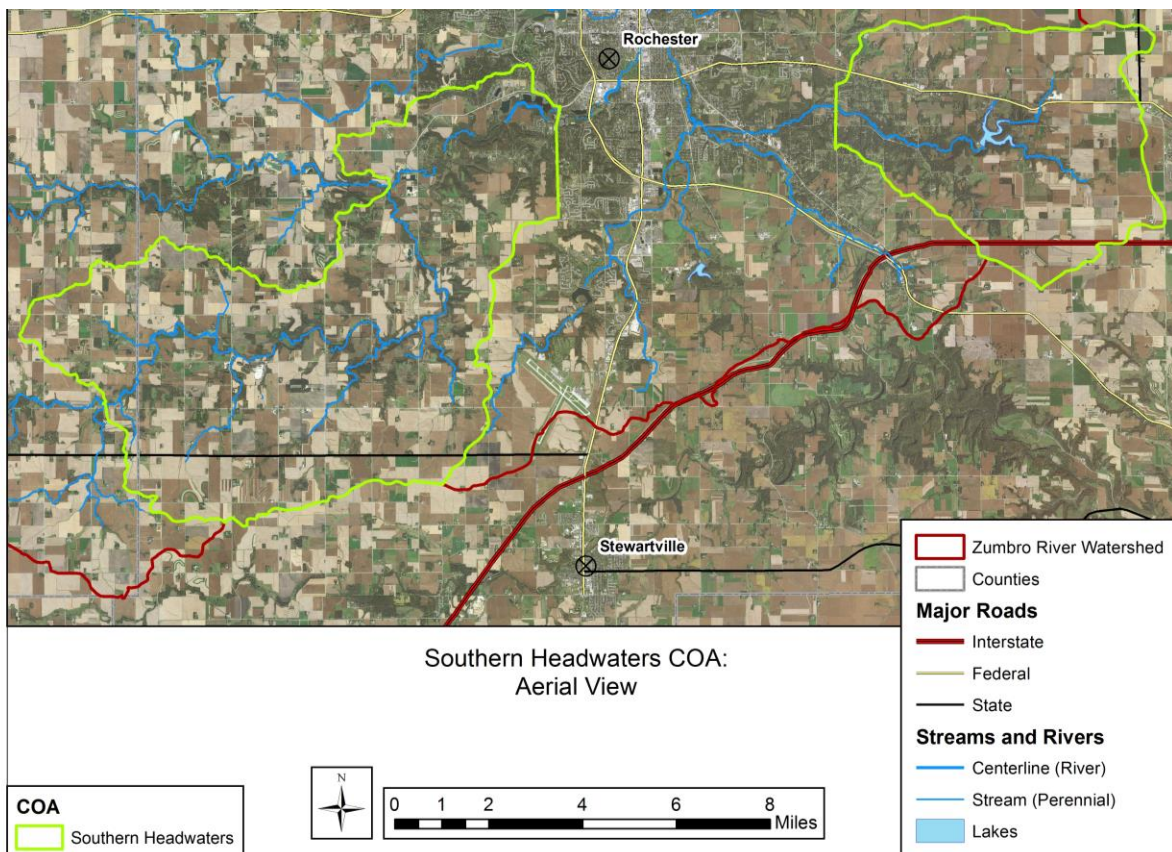 Rochester
Stewartville
Southern Headwaters COA:
Aerial View
COA
Southern Headwaters
N
0 1 2 4 6 8
Miles
Zumbro River Watershed
Counties
Major Roads
Interstate
Federal
State
Streams and Rivers
Centerline (River)
Stream (Perennial)
Lakes